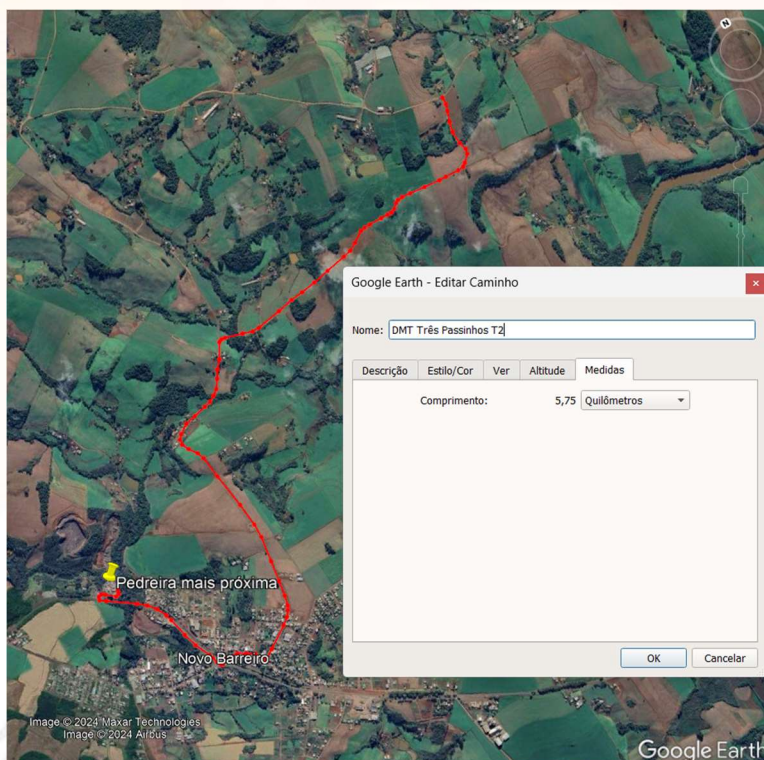 N
Google Earth - Editar Caminho
Nome: DMT Três Passinhos T2
Descrição Estilo/Cor Ver Altitude Medidas
Comprimento: 5,75 Quilômetros
OK Cancelar
Pedreira mais próxima
Novo Barreiro
Image © 2024 Maxar Technologies
Image © 2024 Airbus
Google Earth